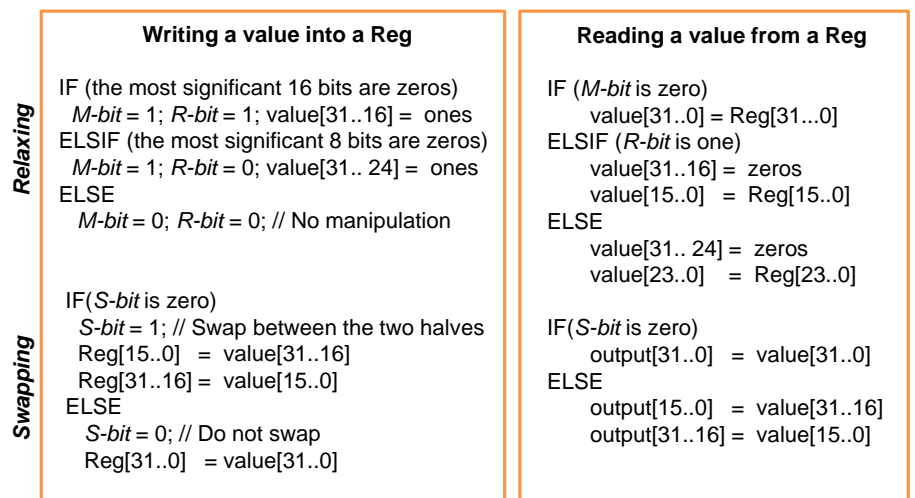 Writing a value into a Reg
Relaxing
IF (the most significant 16 bits are zeros)
M-bit = 1; R-bit = 1; value[31..16] = ones
ELSIF (the most significant 8 bits are zeros)
M-bit = 1; R-bit = 0; value[31.. 24] = ones
ELSE
M-bit = 0; R-bit = 0; // No manipulation
Swapping
IF(S-bit is zero)
S-bit = 1; // Swap between the two halves
Reg[15..0] = value[31..16]
Reg[31..16] = value[15..0]
ELSE
S-bit = 0; // Do not swap
Reg[31..0] = value[31..0]
Reading a value from a Reg
IF (M-bit is zero)
value[31..0] = Reg[31...0]
ELSIF (R-bit is one)
value[31..16] = zeros
value[15..0] = Reg[15..0]
ELSE
value[31.. 24] = zeros
value[23..0] = Reg[23..0]
IF(S-bit is zero)
output[31..0] = value[31..0]
ELSE
output[15..0] = value[31..16]
output[31..16] = value[15..0]